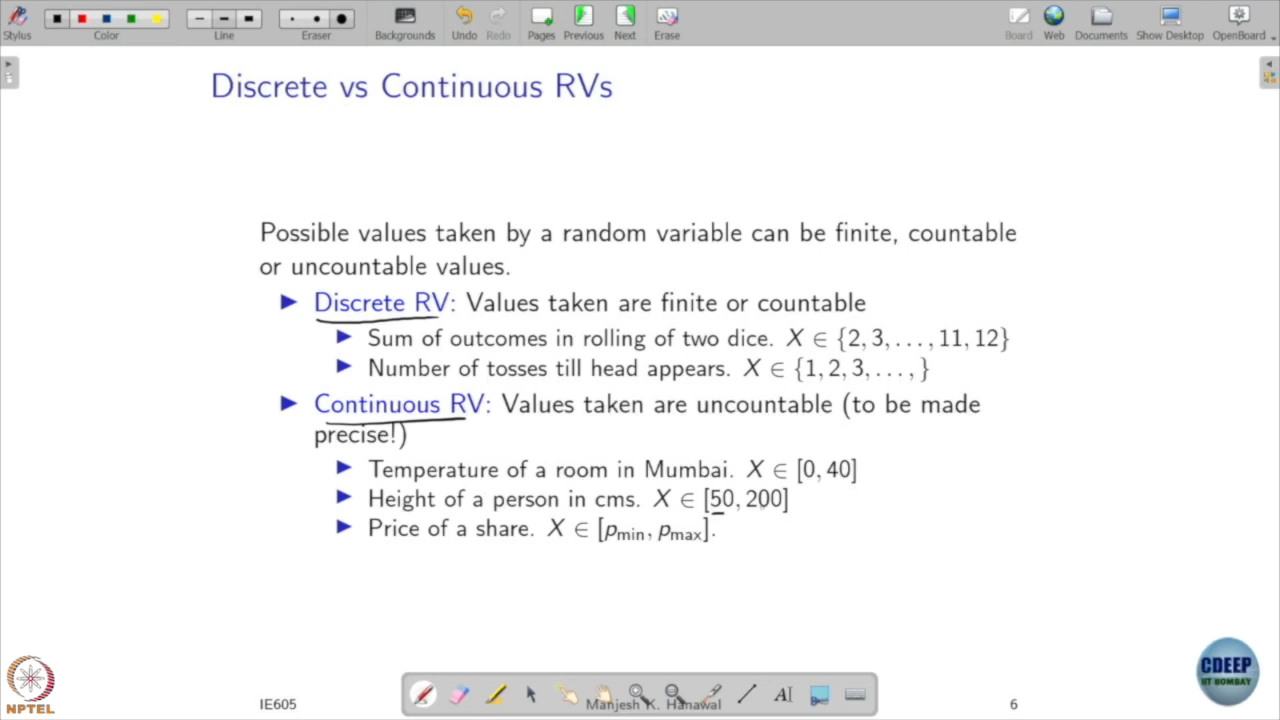 Stylus Color Line Eraser Backgrounds Undo Redo Pages Previous Next Erase Board Web Documents Show Desktop OpenBoard
Discrete vs Continuous RVs
Possible values taken by a random variable can be finite, countable
or uncountable values.
▶ Discrete RV: Values taken are finite or countable
▶ Sum of outcomes in rolling of two dice. X ∈ {2, 3, . . . , 11, 12}
▶ Number of tosses till head appears. X ∈ {1, 2, 3, . . . , }
▶ Continuous RV: Values taken are uncountable (to be made
precise!)
▶ Temperature of a room in Mumbai. X ∈ [0, 40]
▶ Height of a person in cms. X ∈ [50, 200]
▶ Price of a share. X ∈ [pmin, pmax].
CDEEP
IIT BOMBAY
NPTEL
IE605 Manjesh K. Hanawal 6